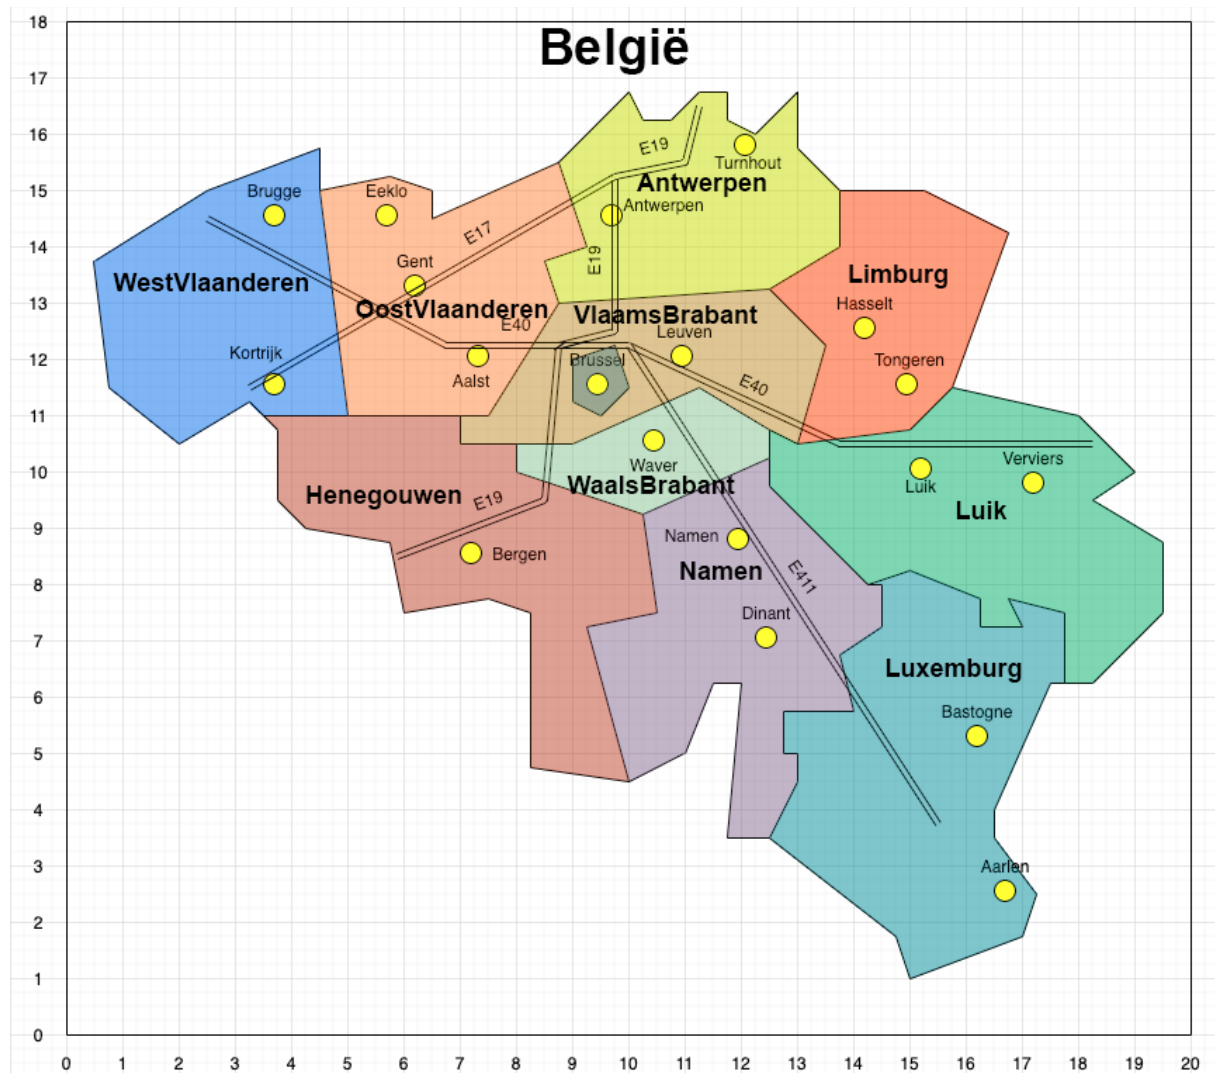 België
18
17
16
15
14
13
12
11
10
9
8
7
6
5
4
3
2
1
0
E19
Turnhout
Antwerpen
Brugge
Eeklo
Antwerpen
E17
Gent
E19
WestVlaanderen
Limburg
OostVlaanderen
Hasselt
VlaamsBrabant
E40
Leuven
Kortrijk
Brussel
Tongeren
Aalst
E40
Waver
Verviers
WaalsBrabant
Luik
Henegouwen
E19
Luik
Namen
Bergen
Namen
E411
Dinant
Luxemburg
Bastogne
Aarlen
0 1 2 3 4 5 6 7 8 9 10 11 12 13 14 15 16 17 18 19 20